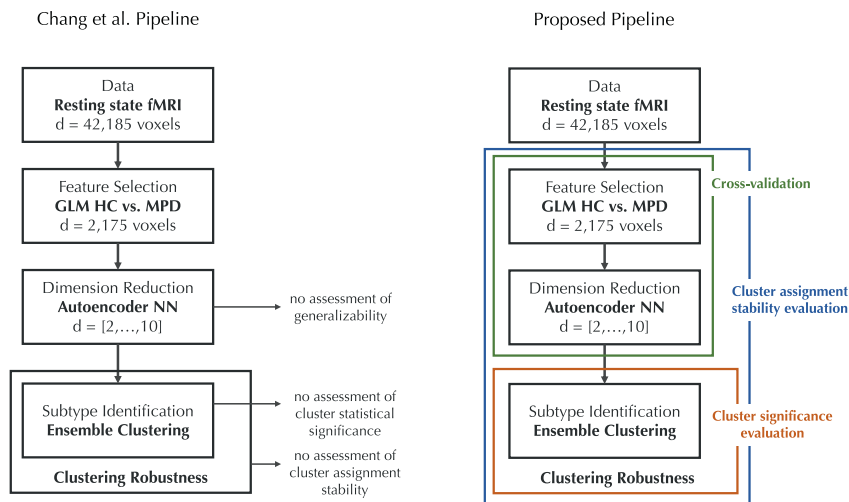 Chang et al. Pipeline
Data
Resting state fMRI
d = 42,185 voxels
Feature Selection
GLM HC vs. MPD
d = 2,175 voxels
Dimension Reduction
Autoencoder NN
d = [2,...,10]
no assessment of
generalizability
Subtype Identification
Ensemble Clustering
no assessment of
cluster statistical
significance
Clustering Robustness
no assessment of
cluster assignment
stability
Proposed Pipeline
Data
Resting state fMRI
d = 42,185 voxels
Cross-validation
Feature Selection
GLM HC vs. MPD
d = 2,175 voxels
Dimension Reduction
Autoencoder NN
d = [2,...,10]
Cluster assignment
stability evaluation
Subtype Identification
Ensemble Clustering
Cluster significance
evaluation
Clustering Robustness